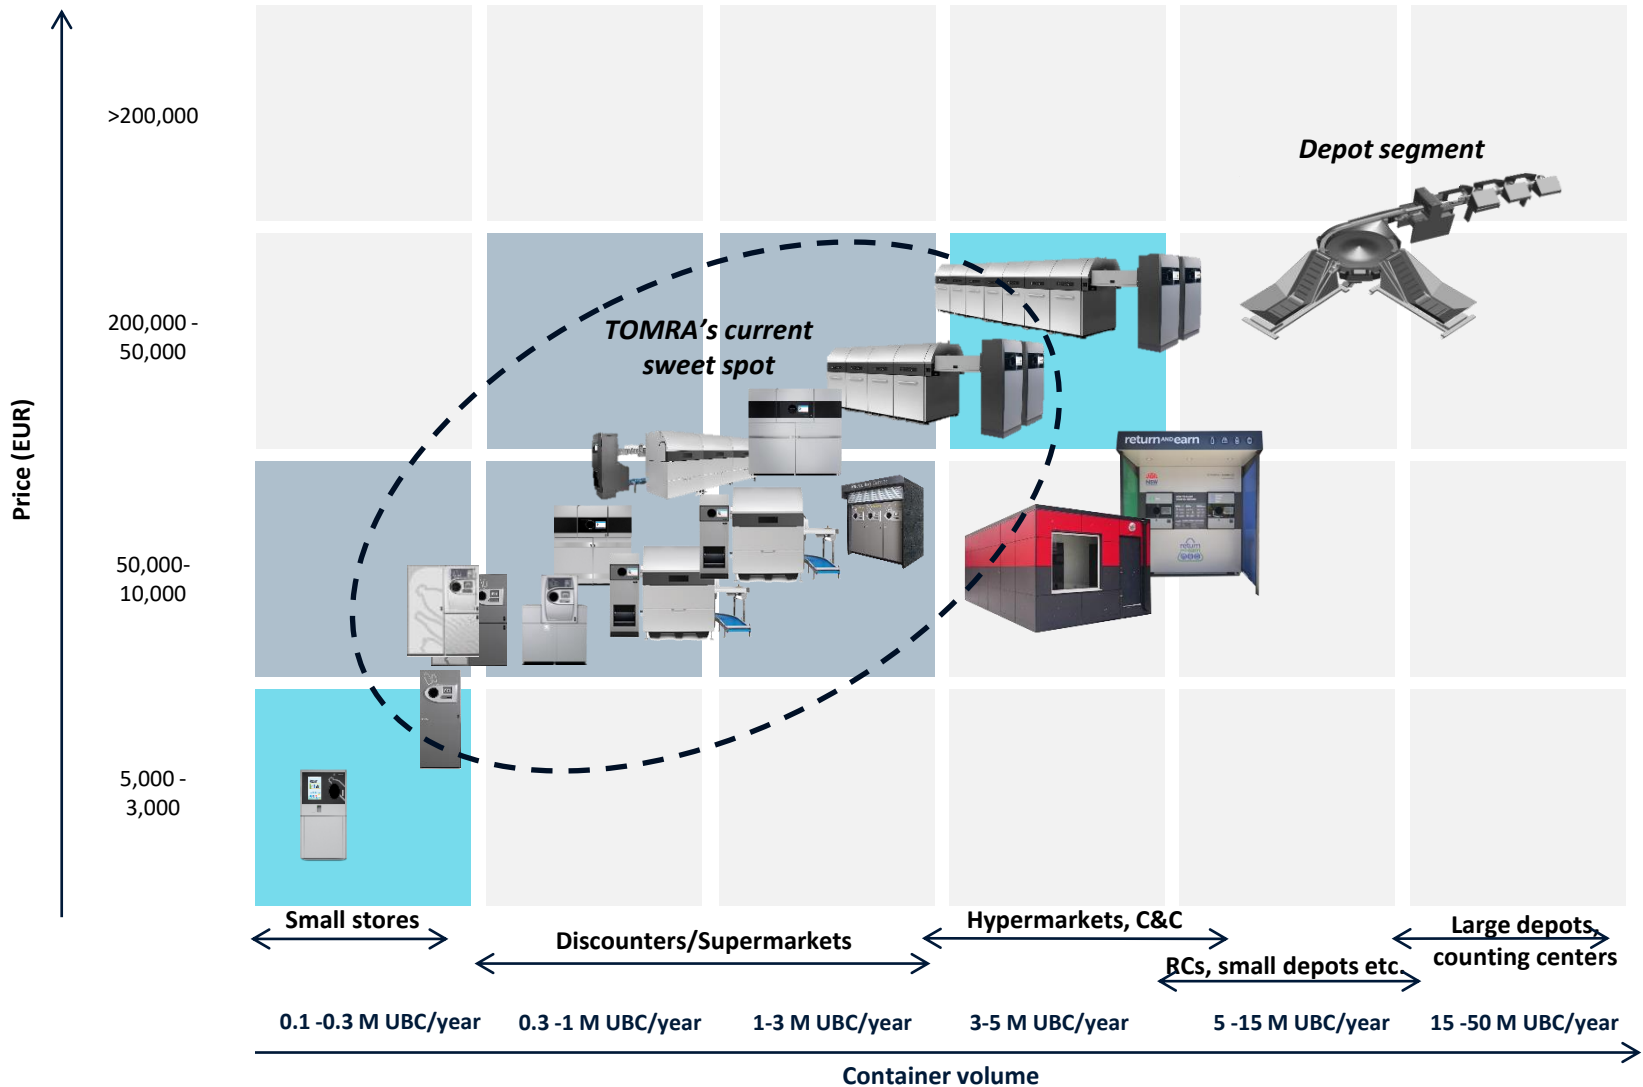 >200,000
Depot segment
200,000 -
50,000
TOMRA’s current
sweet spot
Price (EUR)
return AND earn
50,000-
10,000
5,000 -
3,000
Small stores
Discounters/Supermarkets
Hypermarkets, C&C
RCs, small depots etc.
Large depots,
counting centers
0.1 -0.3 M UBC/year
0.3 -1 M UBC/year
1-3 M UBC/year
3-5 M UBC/year
5 -15 M UBC/year
15 -50 M UBC/year
Container volume